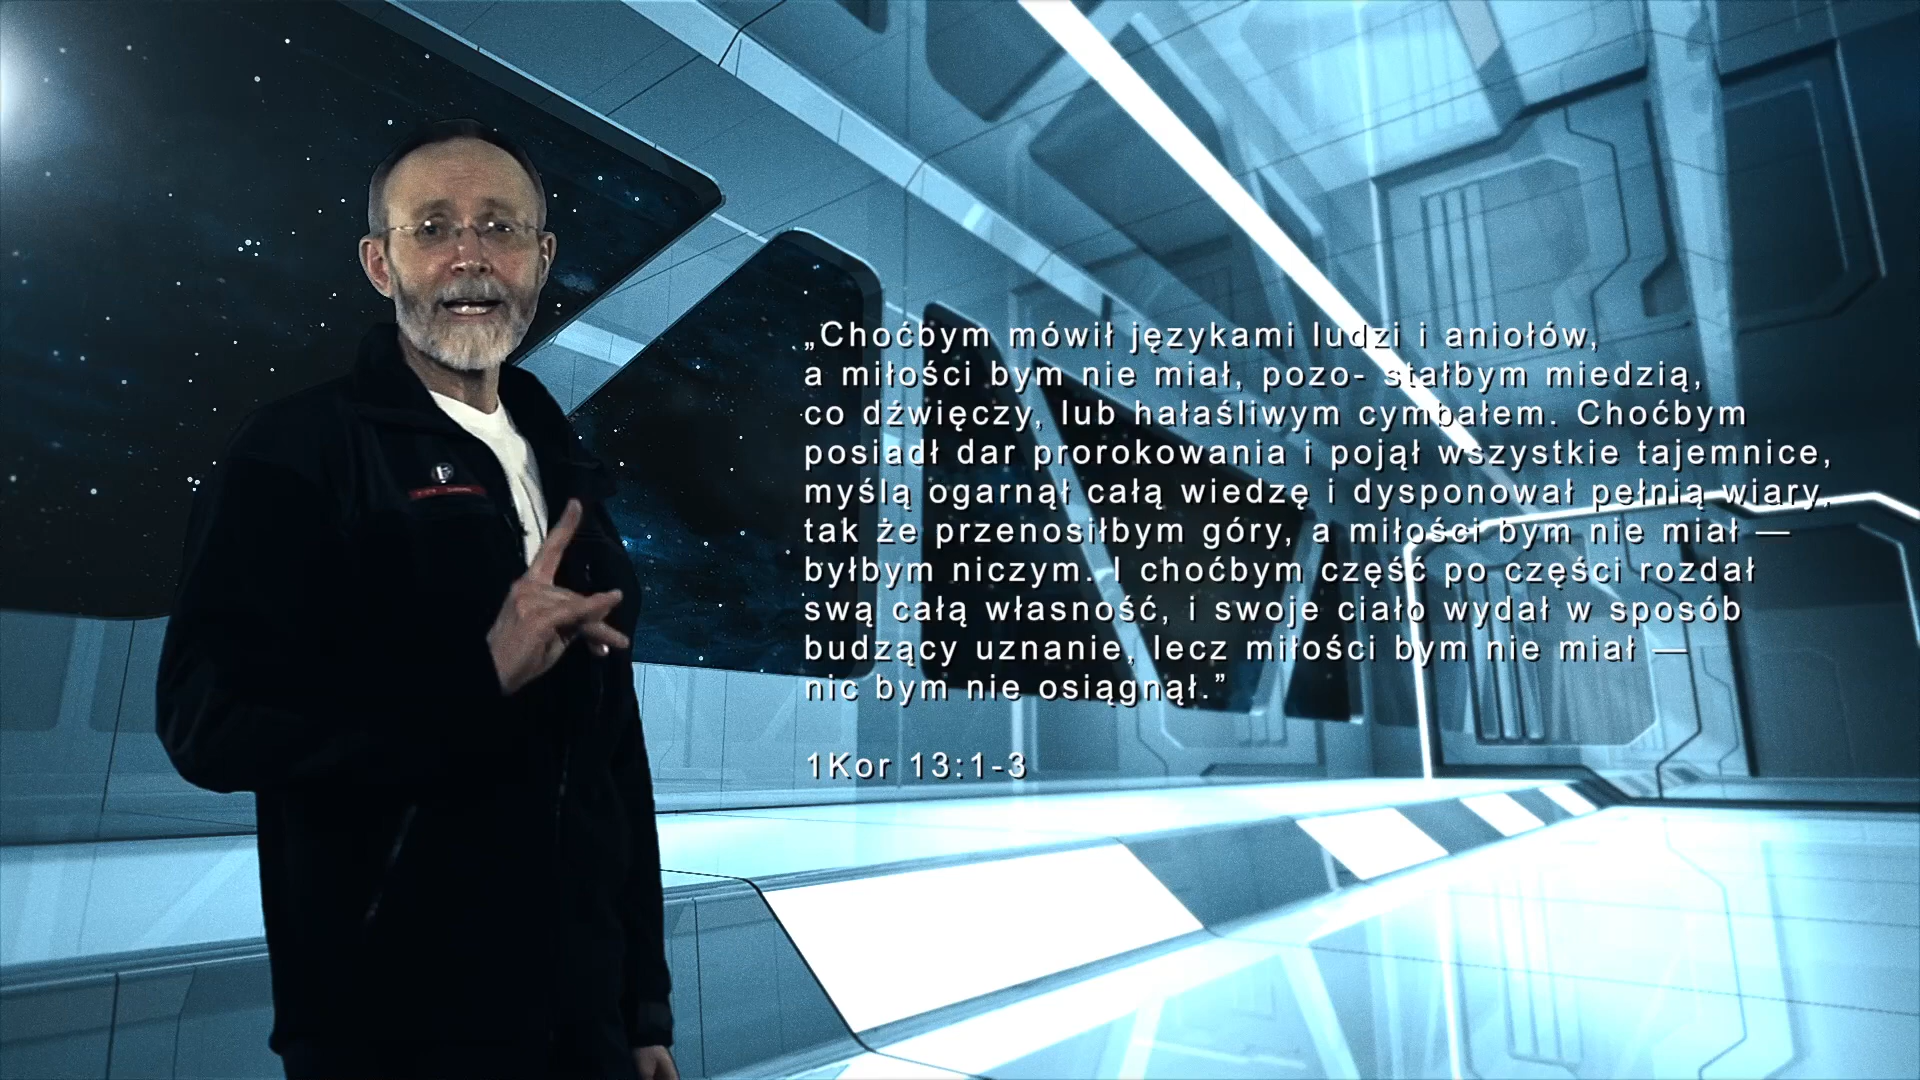 „Choćbym mówił językami ludzi i aniołów,
a miłości bym nie miał, pozo- stałbym miedzią,
co dźwięczy, lub hałaśliwym cymbałem. Choćbym
posiadł dar prorokowania i pojął wszystkie tajemnice,
myślą ogarnął całą wiedzę i dysponował pełnią wiary,
tak że przenosiłbym góry, a miłości bym nie miał —
byłbym niczym. I choćbym część po części rozdał
swą całą własność, i swoje ciało wydał w sposób
budzący uznanie, lecz miłości bym nie miał —
nic bym nie osiągnął.”
1Kor 13:1-3